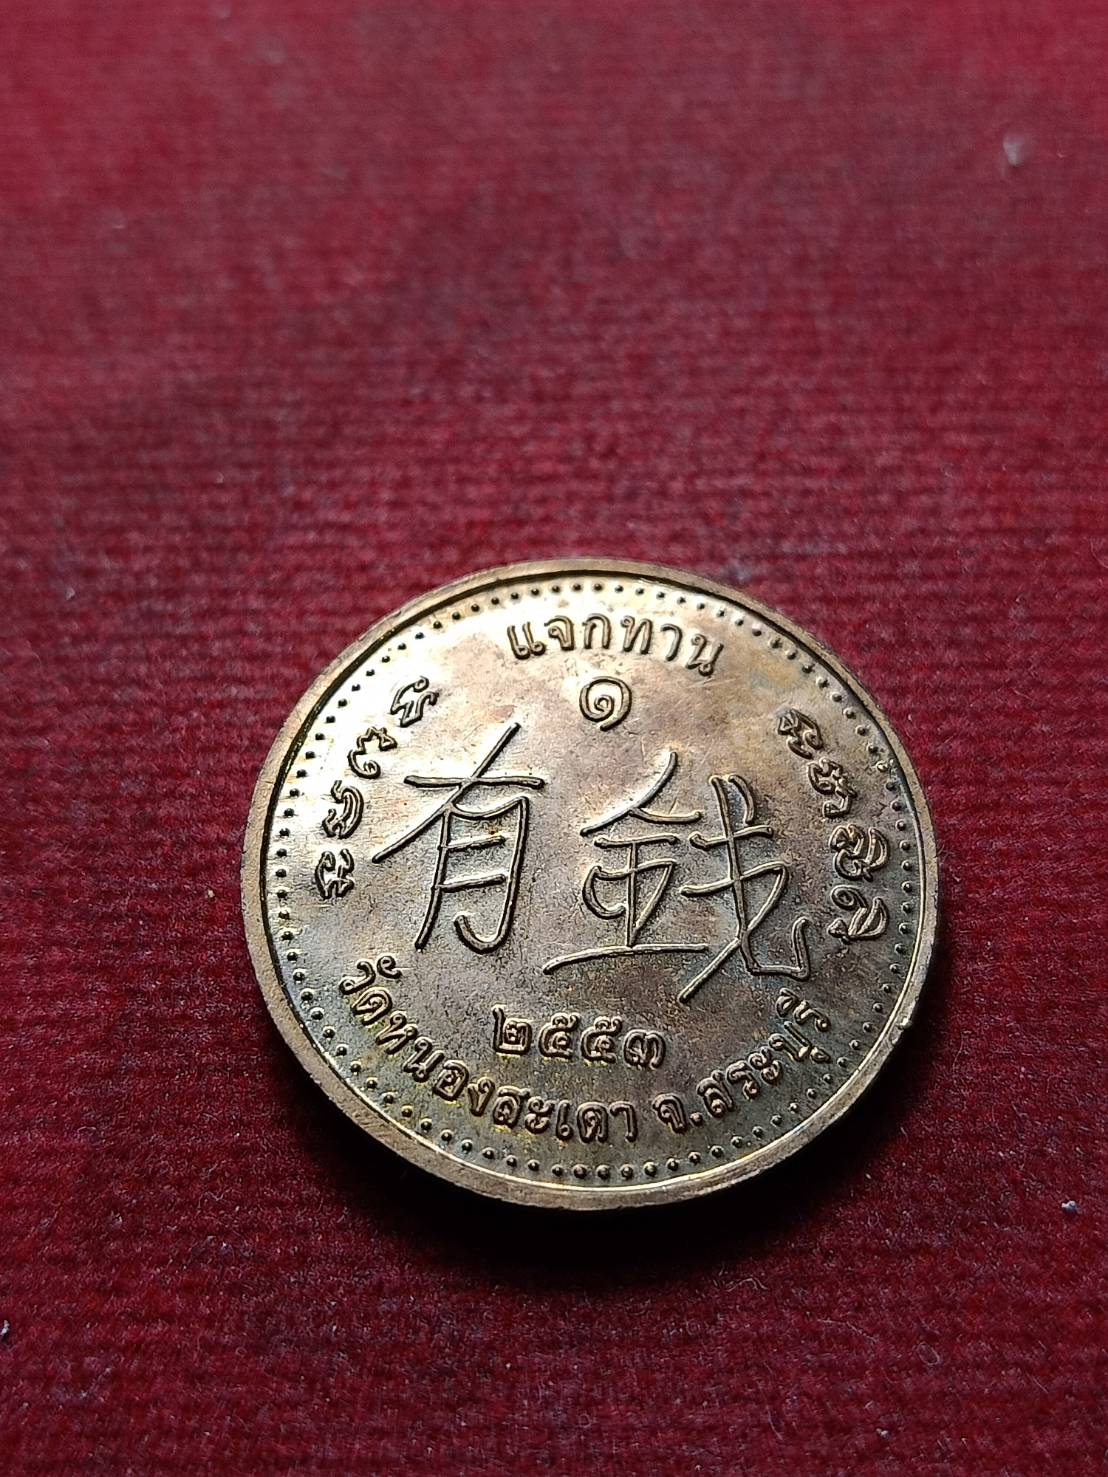 แจกทาน
๑
有钱
๒๕๕๓
วัดหนองสะเดา จ.สระบุรี